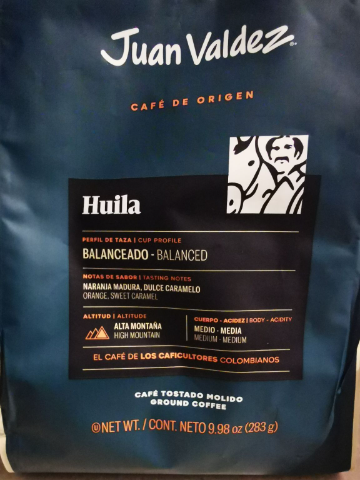 Juan Valdez®
CAFÉ DE ORIGEN
Huila
PERFIL DE TAZA | CUP PROFILE
BALANCEADO - BALANCED
NOTAS DE SABOR | TASTING NOTES
NARANJA MADURA, DULCE CARAMELO
ORANGE, SWEET CARAMEL
ALTITUD | ALTITUDE
ALTA MONTAÑA
HIGH MOUNTAIN
CUERPO - ACIDEZ | BODY - ACIDITY
MEDIO - MEDIA
MEDIUM - MEDIUM
EL CAFÉ DE LOS CAFICULTORES COLOMBIANOS
CAFÉ TOSTADO MOLIDO
GROUND COFFEE
NET WT. / CONT. NETO 9.98 oz (283 g)